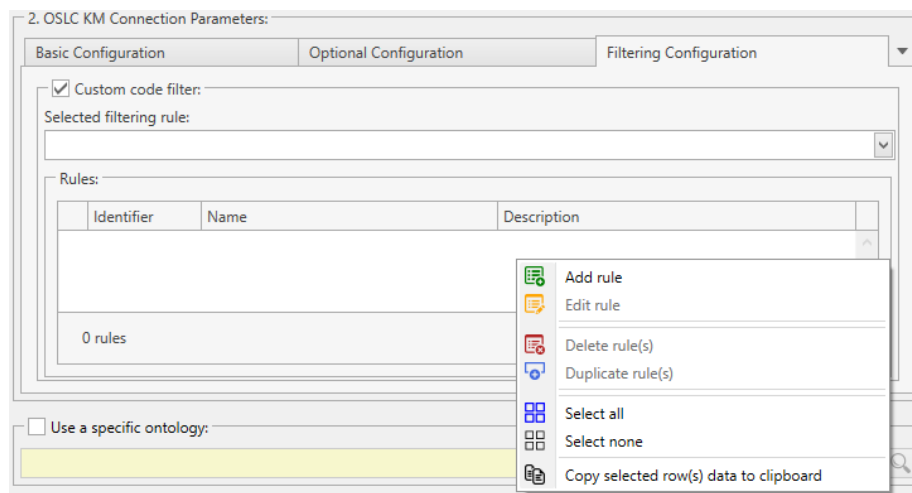 2. OSLC KM Connection Parameters:
Basic Configuration
Optional Configuration
Filtering Configuration
Custom code filter:
Selected filtering rule:
Rules:
Identifier
Name
Description
0 rules
Add rule
Edit rule
Delete rule(s)
Duplicate rule(s)
Select all
Select none
Copy selected row(s) data to clipboard
Use a specific ontology: